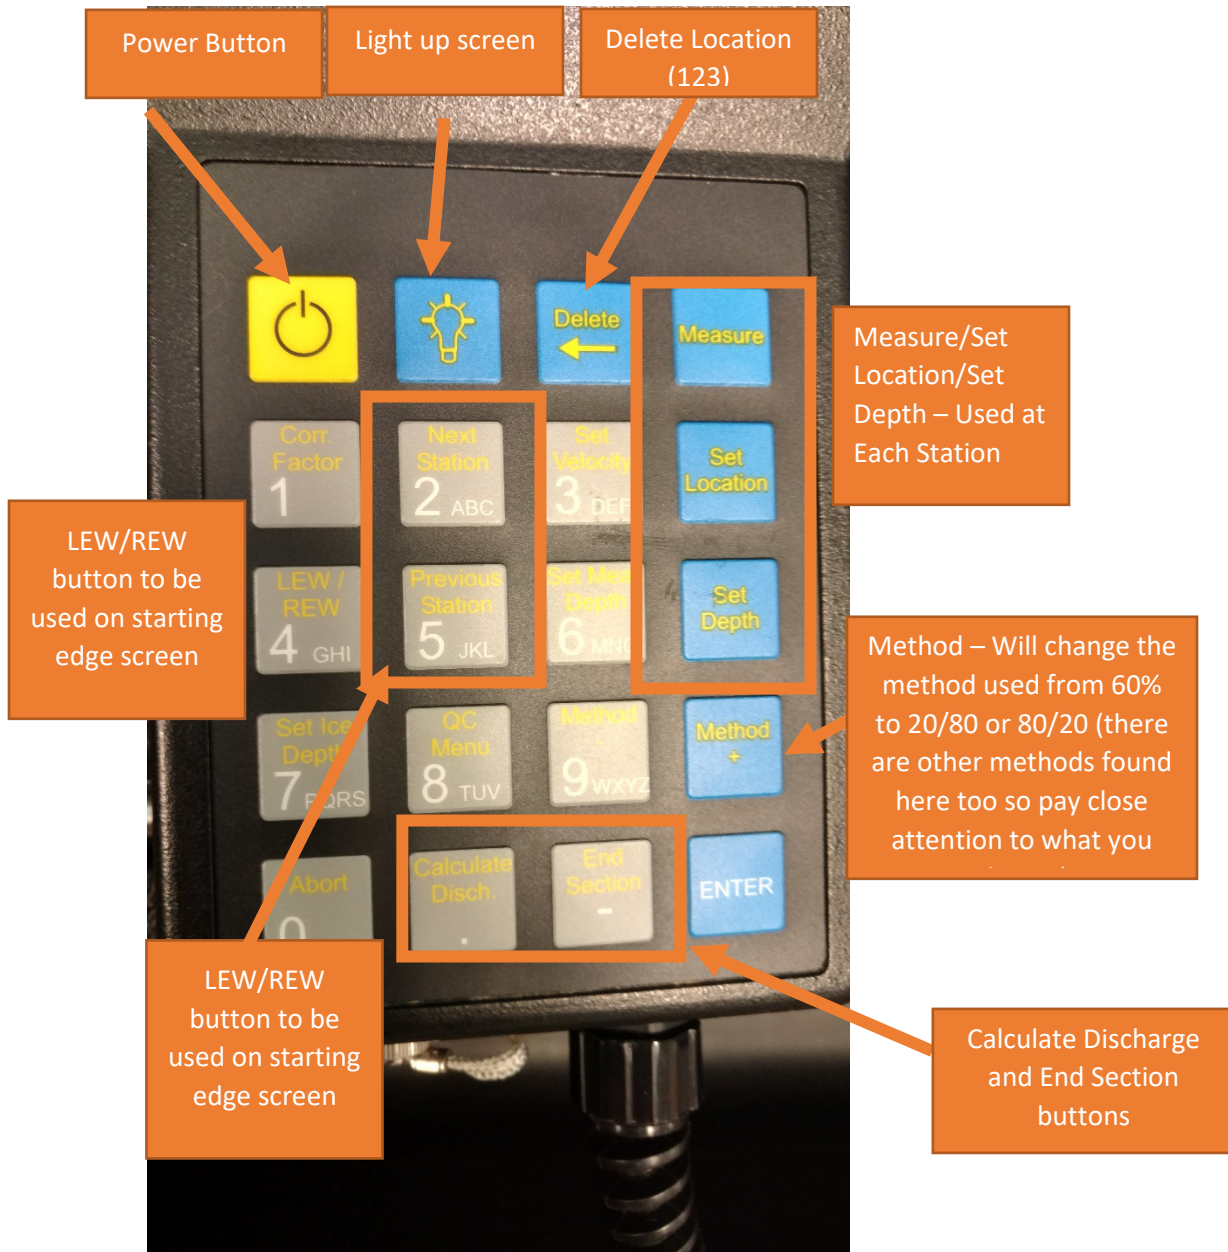 Power Button
Light up screen
Delete Location
(123)
Delete
Measure
Measure/Set
Location/Set
Depth – Used at
Each Station
Corr.
Factor
1
Next
Station
2 ABC
Set
Velocity
3 DEF
Set
Location
LEW/REW
button to be
used on starting
edge screen
LEW /
REW
4 GHI
Previous
Station
5 JKL
Set Meas
Depth
6 MNO
Set
Depth
Method – Will change the
method used from 60%
to 20/80 or 80/20 (there
are other methods found
here too so pay close
attention to what you
Set Ice
Depth
7 PQRS
QC
Menu
8 TUV
Method
-
9 WXYZ
Method
+
Abort
0
Calculate
Disch.
.
End
Section
-
ENTER
LEW/REW
button to be
used on starting
edge screen
Calculate Discharge
and End Section
buttons